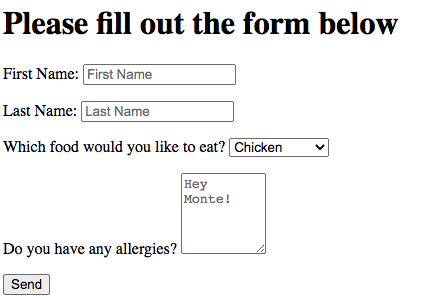 Please fill out the form below
First Name: First Name
Last Name: Last Name
Which food would you like to eat? Chicken
Hey
Monte!
Do you have any allergies?
Send